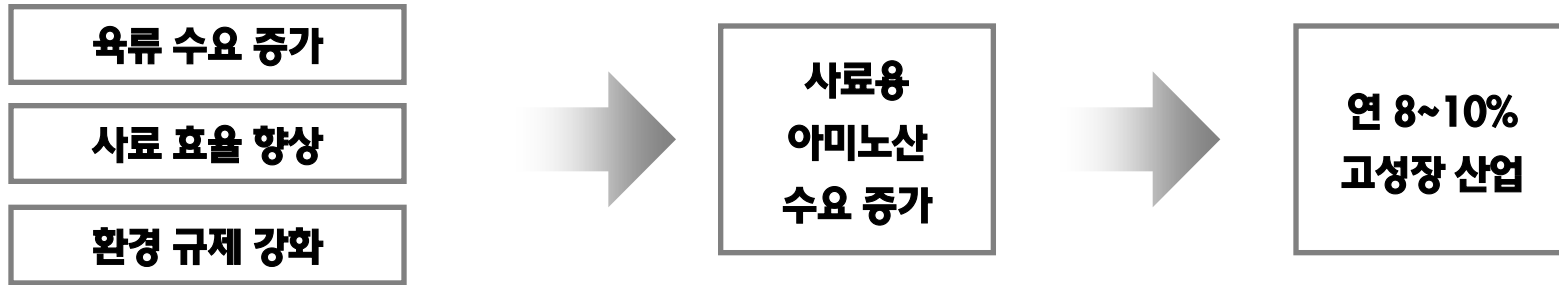 육류 수요 증가
사료 효율 향상
환경 규제 강화
사료용
아미노산
수요 증가
연 8~10%
고성장 산업